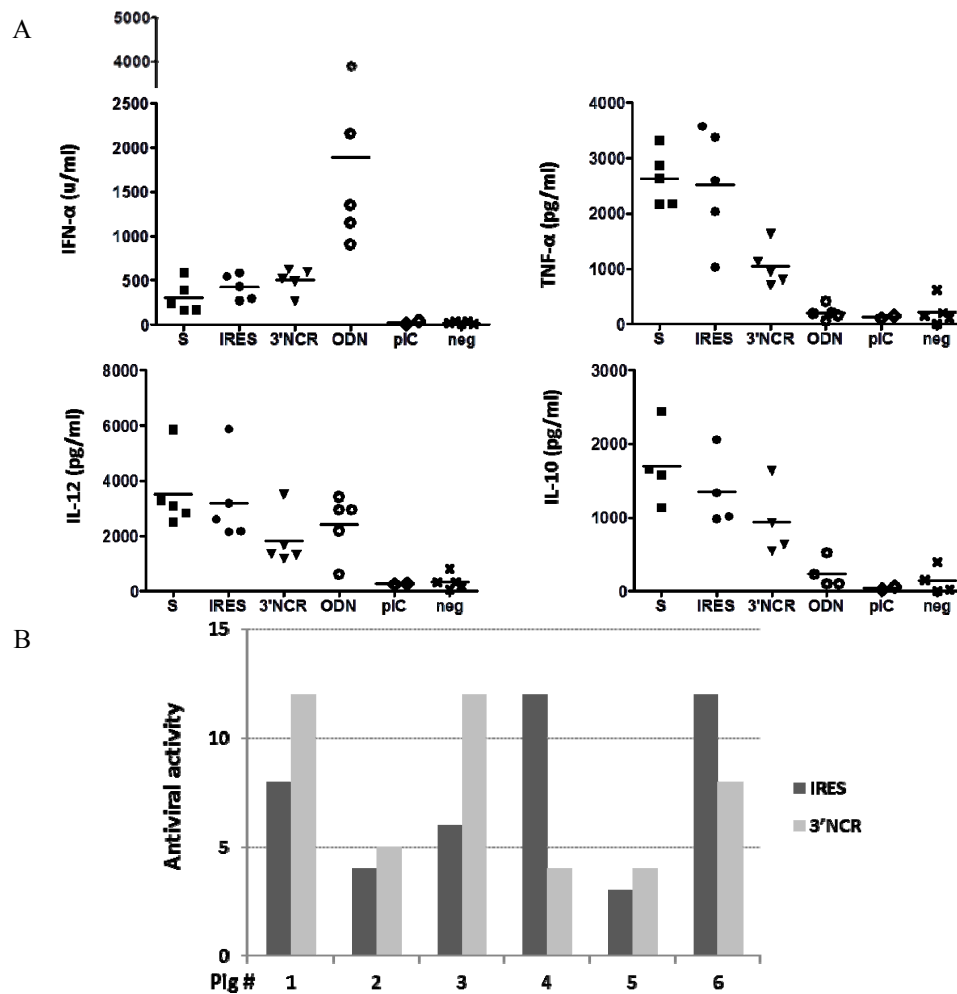 A
IFN-α (u/ml)
5000
4000
2500
2000
1500
1000
500
0
S IRES 3'NCR ODN pIC neg
TNF-α (pg/ml)
4000
3000
2000
1000
0
S IRES 3'NCR ODN pIC neg
IL-12 (pg/ml)
8000
6000
4000
2000
0
S IRES 3'NCR ODN pIC neg
IL-10 (pg/ml)
3000
2000
1000
0
S IRES 3'NCR ODN pIC neg
B
Antiviral activity
15
10
5
0
Pig # 1 2 3 4 5 6
IRES
3'NCR